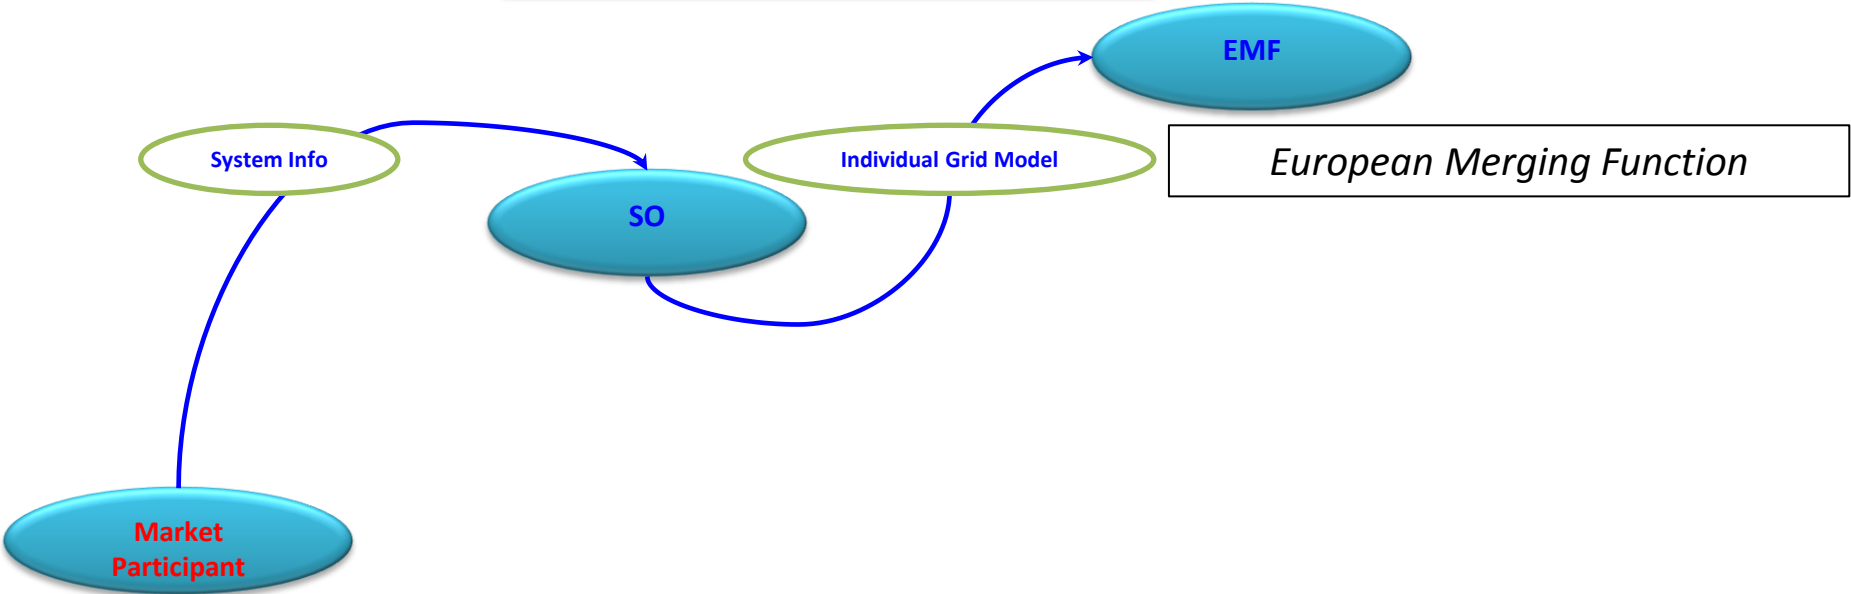 EMF
System Info
Individual Grid Model
European Merging Function
SO
Market
Participant